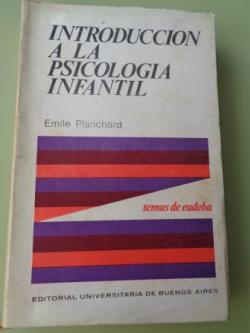 INTRODUCCION
A LA
PSICOLOGIA
INFANTIL
Emile Planchard
temas de eudeba
EDITORIAL UNIVERSITARIA DE BUENOS AIRES